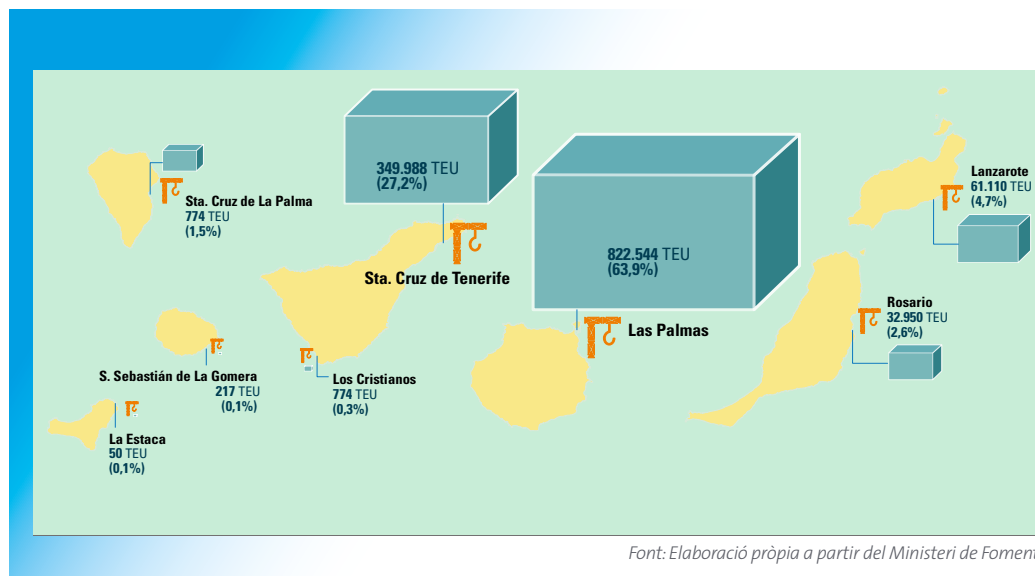 349.988 TEU
(27,2%)
Sta. Cruz de La Palma
774 TEU
(1,5%)
Sta. Cruz de Tenerife
822.544 TEU
(63,9%)
Las Palmas
Lanzarote
61.110 TEU
(4,7%)
Rosario
32.950 TEU
(2,6%)
S. Sebastián de La Gomera
217 TEU
(0,1%)
Los Cristianos
774 TEU
(0,3%)
La Estaca
50 TEU
(0,1%)
Font: Elaboració pròpia a partir del Ministeri de Foment